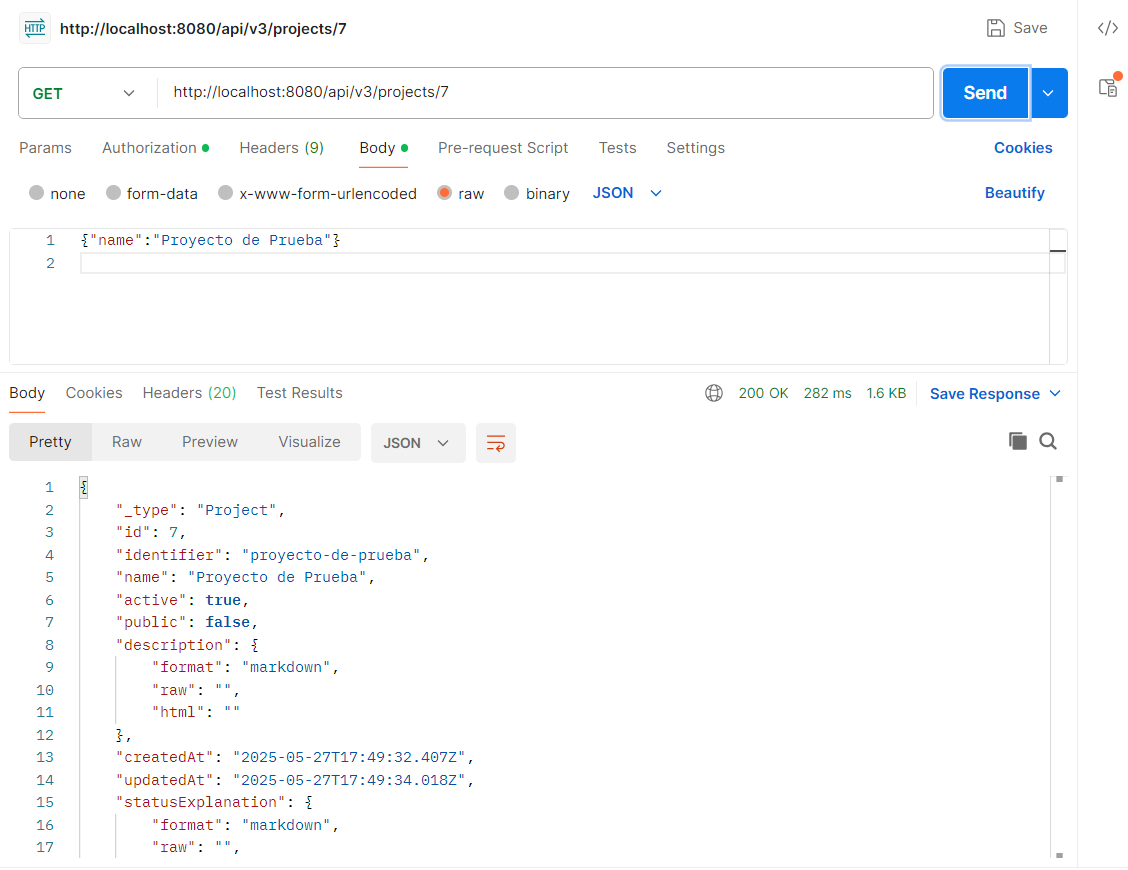 HTTP http://localhost:8080/api/v3/projects/7 Save </>
GET http://localhost:8080/api/v3/projects/7 Send
Params Authorization Headers (9) Body Pre-request Script Tests Settings Cookies
none form-data x-www-form-urlencoded raw binary JSON Beautify
1 {"name":"Proyecto de Prueba"}
2
Body Cookies Headers (20) Test Results 200 OK 282 ms 1.6 KB Save Response
Pretty Raw Preview Visualize JSON
1 {
2 "_type": "Project",
3 "id": 7,
4 "identifier": "proyecto-de-prueba",
5 "name": "Proyecto de Prueba",
6 "active": true,
7 "public": false,
8 "description": {
9 "format": "markdown",
10 "raw": "",
11 "html": ""
12 },
13 "createdAt": "2025-05-27T17:49:32.407Z",
14 "updatedAt": "2025-05-27T17:49:34.018Z",
15 "statusExplanation": {
16 "format": "markdown",
17 "raw": "",